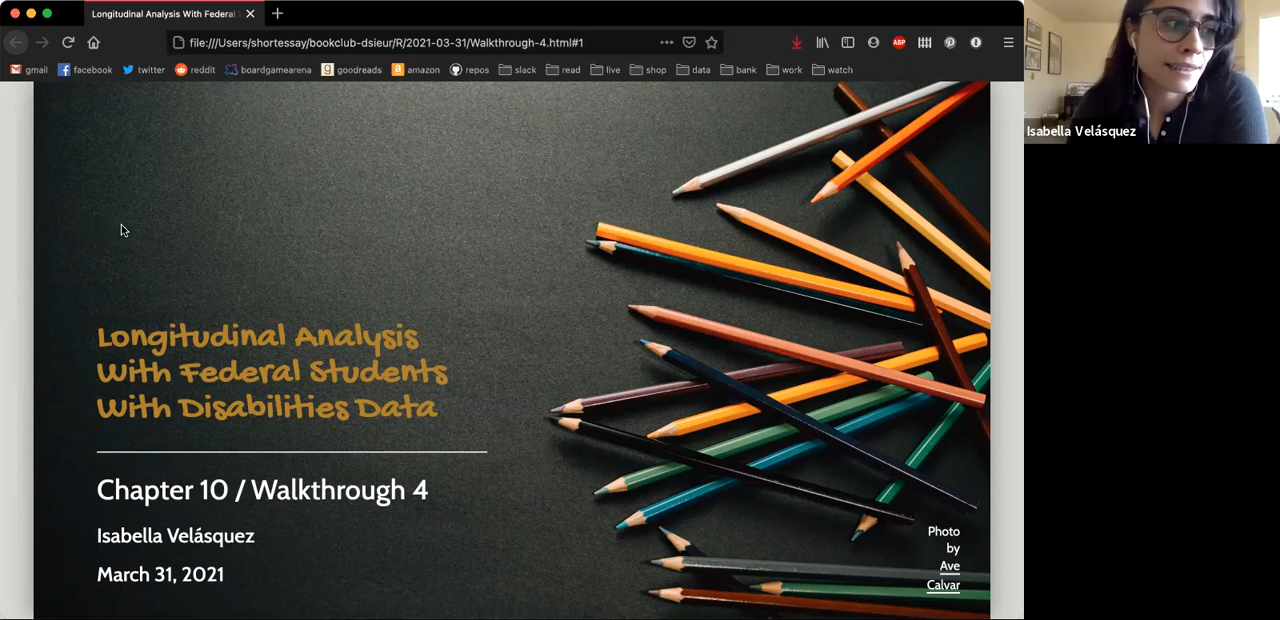 Longitudinal Analysis With Federal
file:///Users/shortessay/bookclub-dsieur/R/2021-03-31/Walkthrough-4.html#1
ABP
gmail facebook twitter reddit boardgamearena goodreads amazon repos slack read live shop data bank work watch
Isabella Velásquez
Longitudinal Analysis
With Federal Students
With Disabilities Data
Chapter 10 / Walkthrough 4
Isabella Velásquez
March 31, 2021
Photo
by
Ave
Calvar